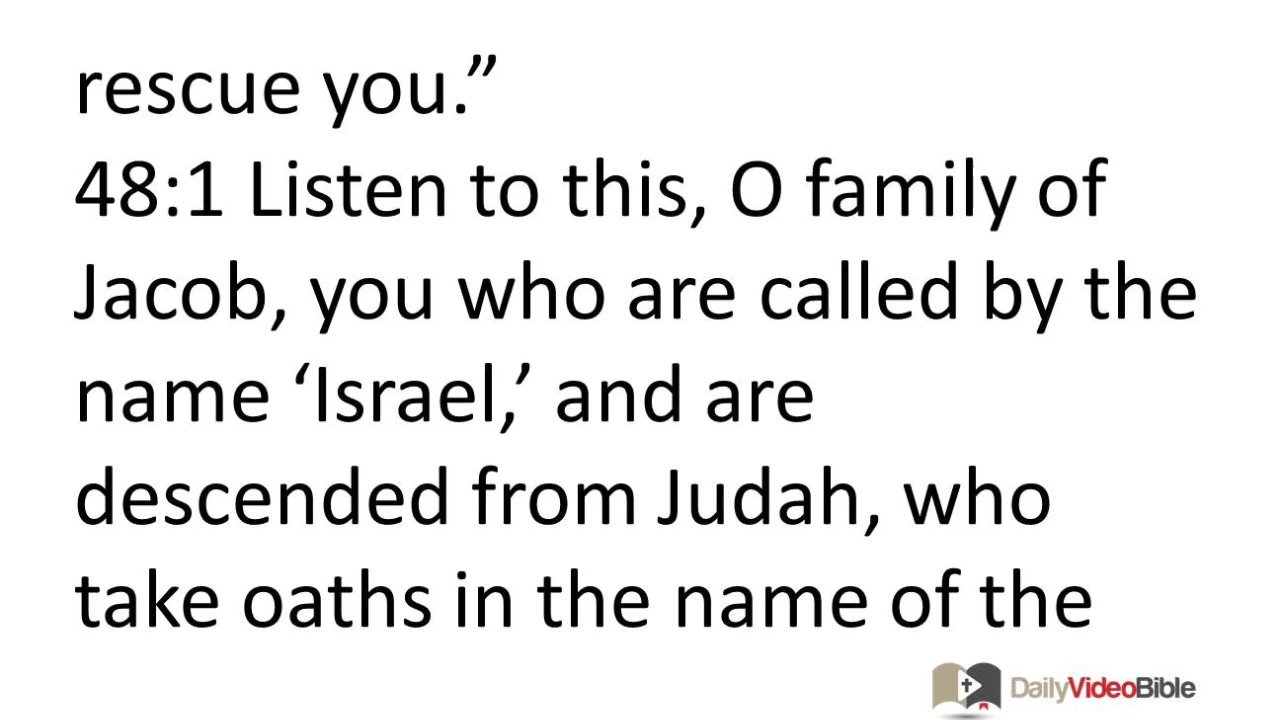 rescue you.”
48:1 Listen to this, O family of
Jacob, you who are called by the
name ‘Israel,’ and are
descended from Judah, who
take oaths in the name of the
DailyVideoBible